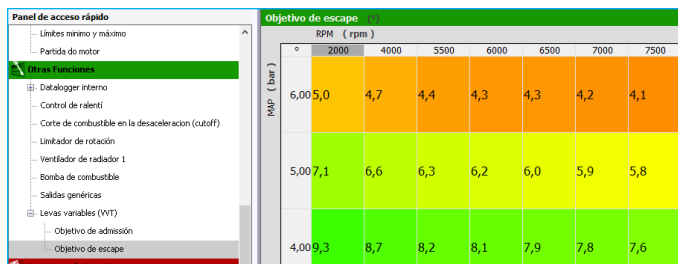 Panel de acceso rápido
Límites minimo y máximo
Partida do motor
Otras Funciones
Datalogger interno
Control de ralentí
Corte de combustible en la desaceleracion (cutoff)
Limitador de rotación
Ventilador de radiador 1
Bomba de combustible
Salidas genéricas
Levas variables (VVT)
Objetivo de admisión
Objetivo de escape
Objetivo de escape (°)
RPM ( rpm )
° 2000 4000 5500 6000 6500 7000 7500
MAP ( bar )
6,00 5,0 4,7 4,4 4,3 4,3 4,2 4,1
5,00 7,1 6,6 6,3 6,2 6,0 5,9 5,8
4,00 9,3 8,7 8,2 8,1 7,9 7,8 7,6